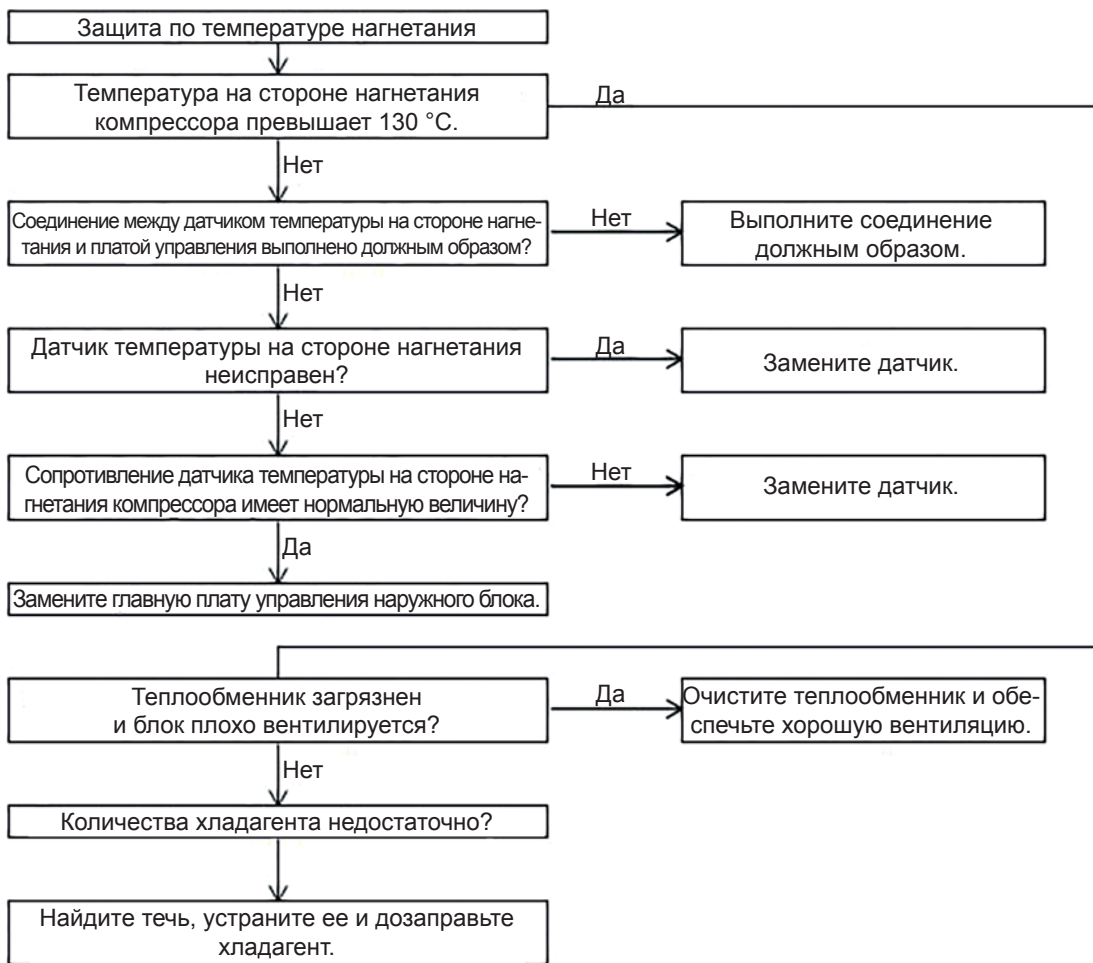 Защита по температуре нагнетания
Температура на стороне нагнетания
компрессора превышает 130 °C.
Да
Нет
Соединение между датчиком температуры на стороне нагне-
тания и платой управления выполнено должным образом?
Нет
Выполните соединение
должным образом.
Нет
Датчик температуры на стороне нагнетания
неисправен?
Да
Замените датчик.
Нет
Сопротивление датчика температуры на стороне на-
гнетания компрессора имеет нормальную величину?
Нет
Замените датчик.
Да
Замените главную плату управления наружного блока.
Теплообменник загрязнен
и блок плохо вентилируется?
Да
Очистите теплообменник и обе-
спечьте хорошую вентиляцию.
Нет
Количества хладагента недостаточно?
Найдите течь, устраните ее и дозаправьте
хладагент.